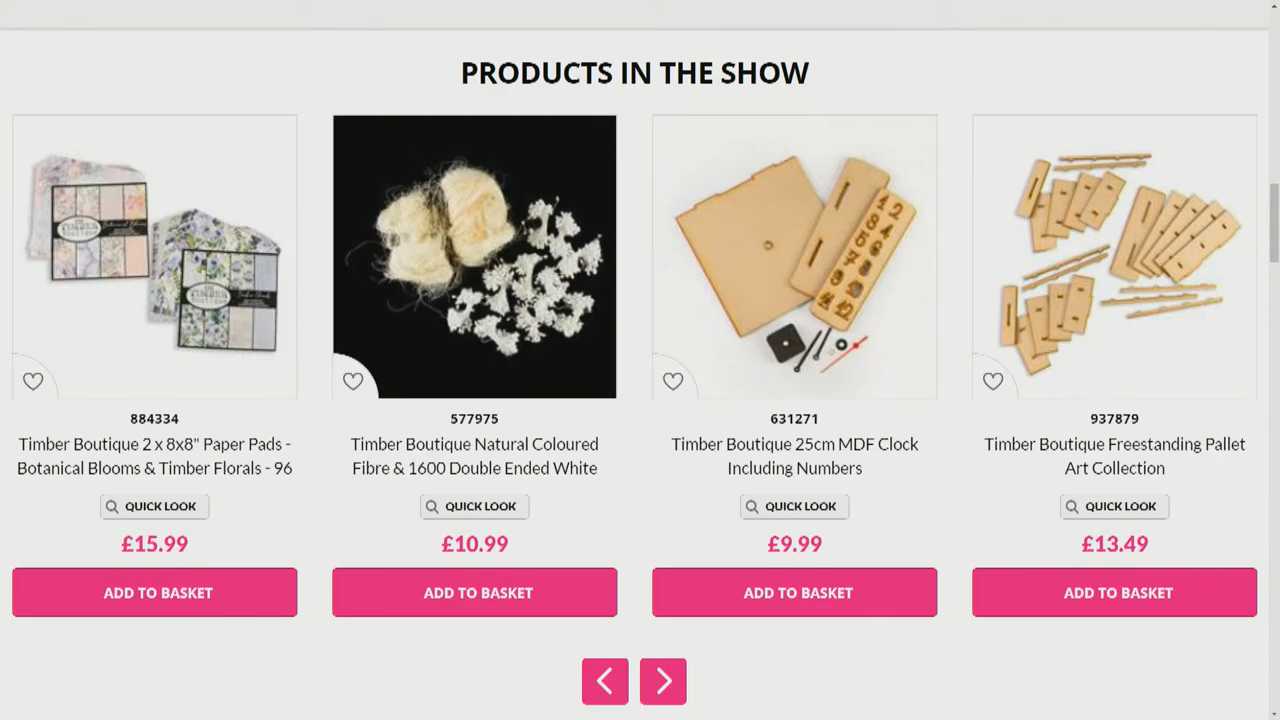 PRODUCTS IN THE SHOW
884334
Timber Boutique 2 x 8x8" Paper Pads -
Botanical Blooms & Timber Florals - 96
QUICK LOOK
£15.99
ADD TO BASKET
577975
Timber Boutique Natural Coloured
Fibre & 1600 Double Ended White
QUICK LOOK
£10.99
ADD TO BASKET
631271
Timber Boutique 25cm MDF Clock
Including Numbers
QUICK LOOK
£9.99
ADD TO BASKET
937879
Timber Boutique Freestanding Pallet
Art Collection
QUICK LOOK
£13.49
ADD TO BASKET